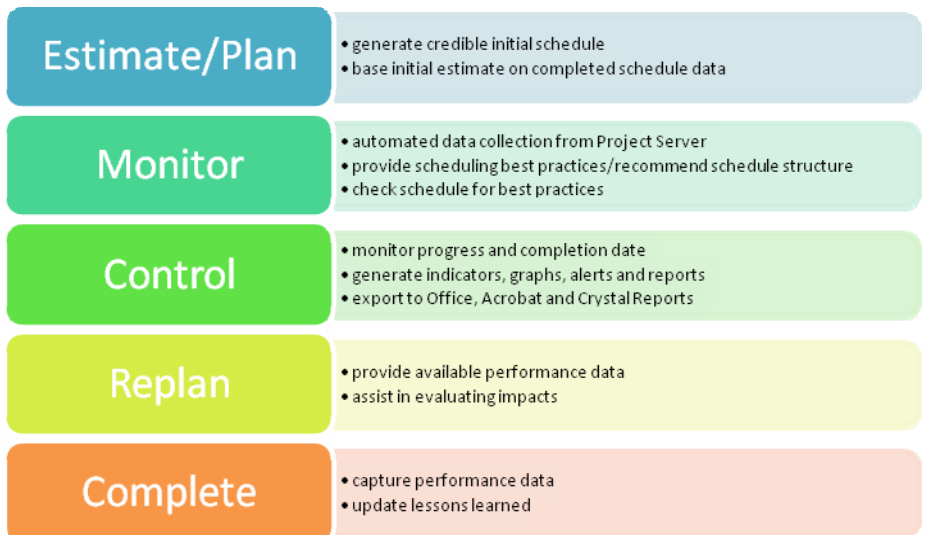 Estimate/Plan
• generate credible initial schedule
• base initial estimate on completed schedule data
Monitor
• automated data collection from Project Server
• provide scheduling best practices/recommend schedule structure
• check schedule for best practices
Control
• monitor progress and completion date
• generate indicators, graphs, alerts and reports
• export to Office, Acrobat and Crystal Reports
Replan
• provide available performance data
• assist in evaluating impacts
Complete
• capture performance data
• update lessons learned